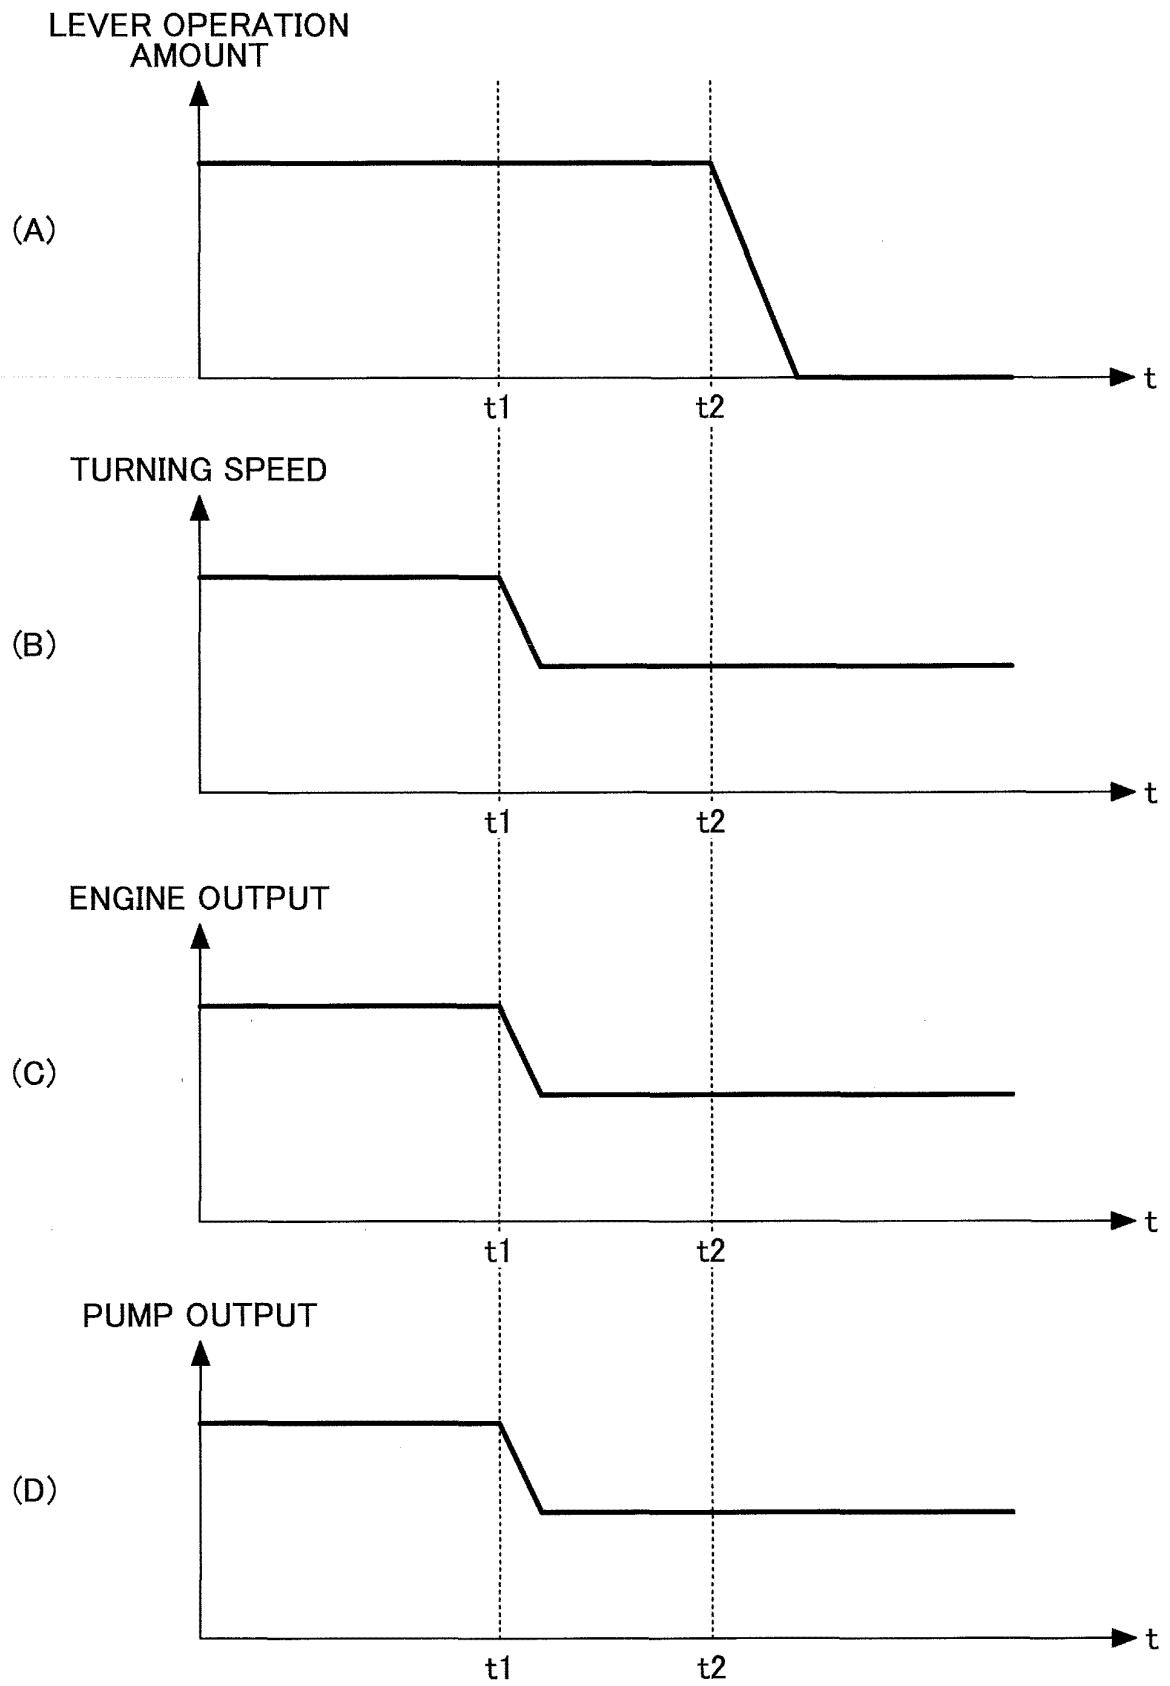 LEVER OPERATION
AMOUNT
(A)
t
t1 t2
TURNING SPEED
(B)
t
t1 t2
ENGINE OUTPUT
(C)
t
t1 t2
PUMP OUTPUT
(D)
t
t1 t2